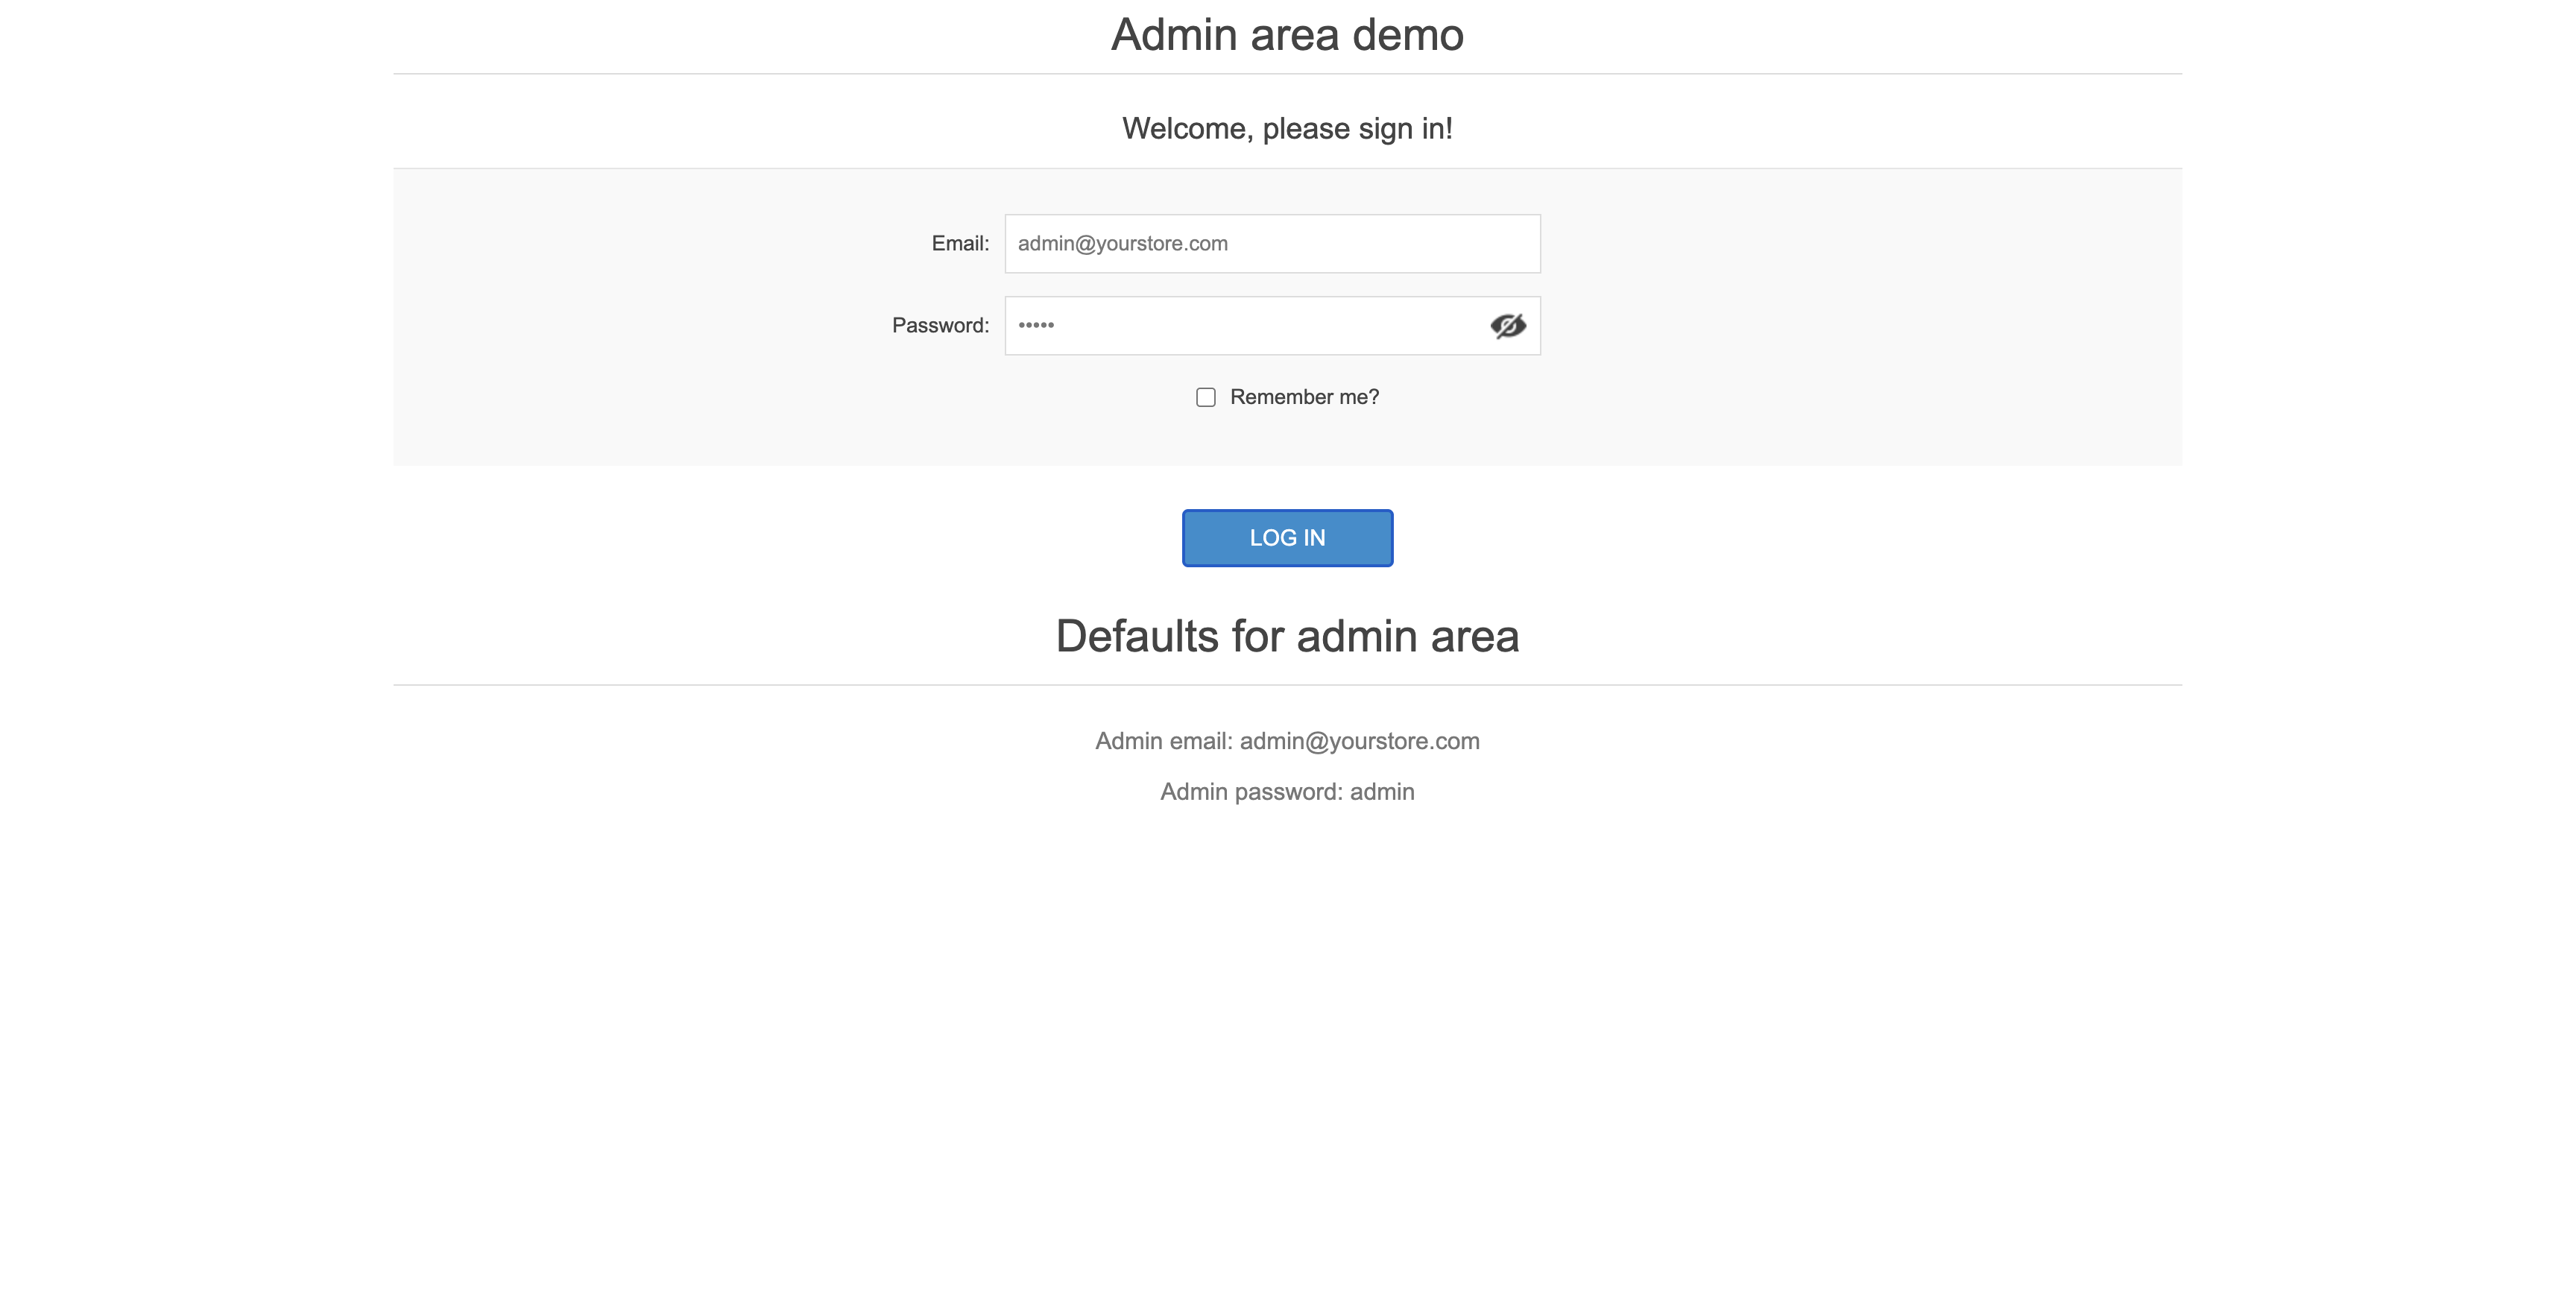 Admin area demo
Welcome, please sign in!
Email: admin@yourstore.com
Password: •••••
Remember me?
LOG IN
Defaults for admin area
Admin email: admin@yourstore.com
Admin password: admin